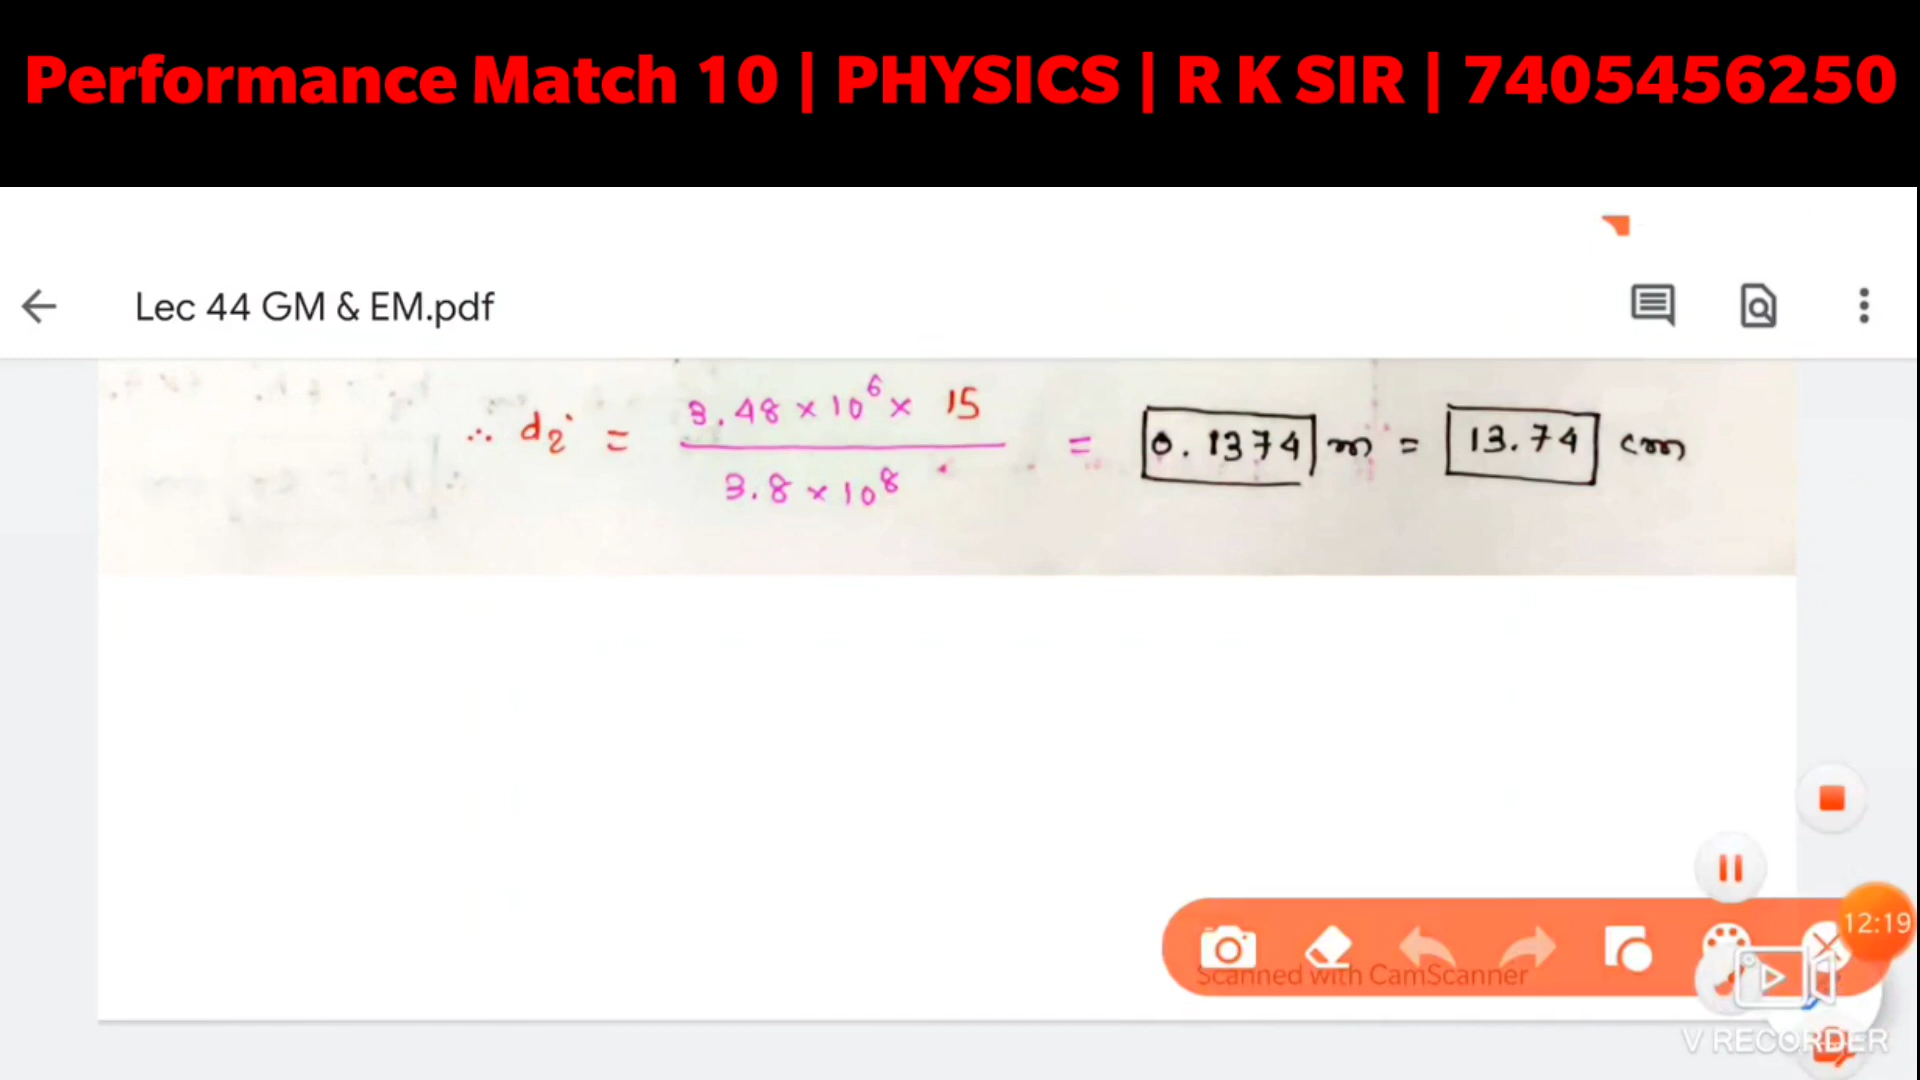 Performance Match 10 | PHYSICS | R K SIR | 7405456250
Lec 44 GM & EM.pdf
∴ d₂ = 3.48 × 10⁶ × 15 / 3.8 × 10⁸ = 0.1374 m = 13.74 cm
12:19
Scanned with CamScanner
V RECORDER